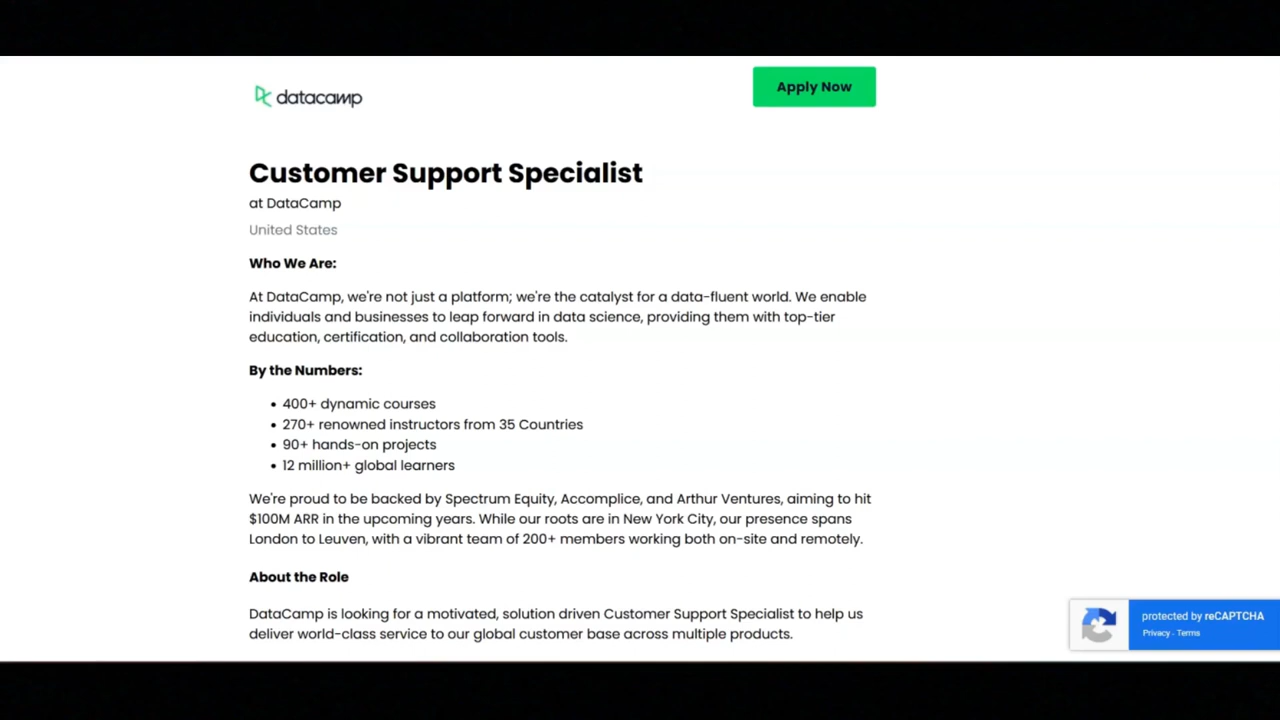 datacamp
Apply Now
Customer Support Specialist
at DataCamp
United States
Who We Are:
At DataCamp, we're not just a platform; we're the catalyst for a data-fluent world. We enable
individuals and businesses to leap forward in data science, providing them with top-tier
education, certification, and collaboration tools.
By the Numbers:
• 400+ dynamic courses
• 270+ renowned instructors from 35 Countries
• 90+ hands-on projects
• 12 million+ global learners
We're proud to be backed by Spectrum Equity, Accomplice, and Arthur Ventures, aiming to hit
$100M ARR in the upcoming years. While our roots are in New York City, our presence spans
London to Leuven, with a vibrant team of 200+ members working both on-site and remotely.
About the Role
DataCamp is looking for a motivated, solution driven Customer Support Specialist to help us
deliver world-class service to our global customer base across multiple products.
protected by reCAPTCHA
Privacy - Terms